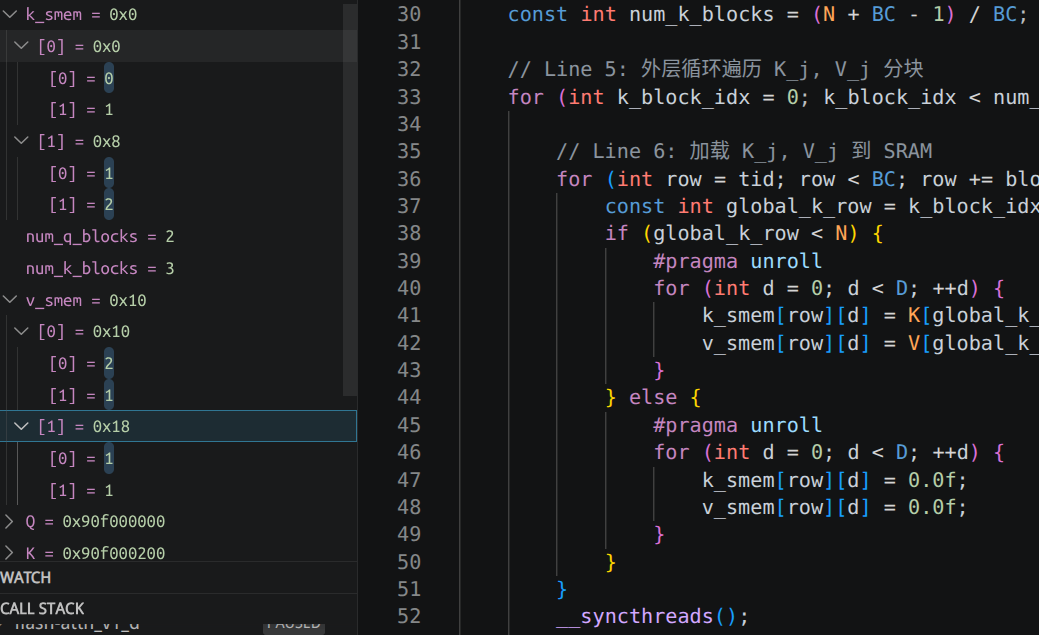 k_smem = 0x0
[0] = 0x0
[0] = 0
[1] = 1
[1] = 0x8
[0] = 1
[1] = 2
num_q_blocks = 2
num_k_blocks = 3
v_smem = 0x10
[0] = 0x10
[0] = 2
[1] = 1
[1] = 0x18
[0] = 1
[1] = 1
Q = 0x90f000000
K = 0x90f000200
WATCH
CALL STACK
PAUSED
30 const int num_k_blocks = (N + BC - 1) / BC;
31
32 // Line 5: 外层循环遍历 K_j, V_j 分块
33 for (int k_block_idx = 0; k_block_idx < num_
34
35 // Line 6: 加载 K_j, V_j 到 SRAM
36 for (int row = tid; row < BC; row += blo
37 const int global_k_row = k_block_idx
38 if (global_k_row < N) {
39 #pragma unroll
40 for (int d = 0; d < D; ++d) {
41 k_smem[row][d] = K[global_k_
42 v_smem[row][d] = V[global_k_
43 }
44 } else {
45 #pragma unroll
46 for (int d = 0; d < D; ++d) {
47 k_smem[row][d] = 0.0f;
48 v_smem[row][d] = 0.0f;
49 }
50 }
51 }
52 __syncthreads();